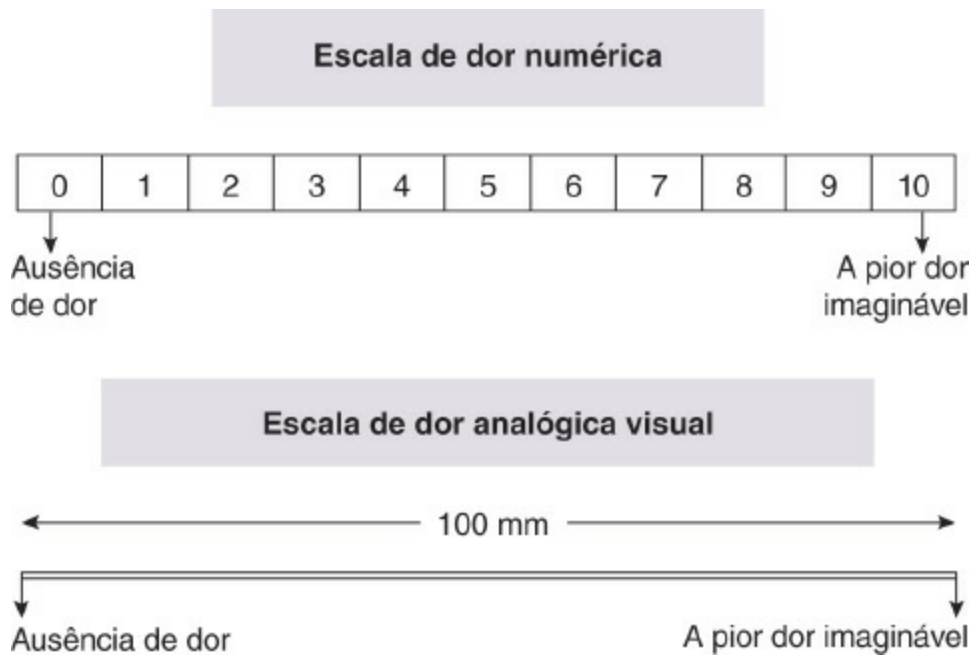 Escala de dor numérica
0 1 2 3 4 5 6 7 8 9 10
Ausência
de dor
A pior dor
imaginável
Escala de dor analógica visual
100 mm
Ausência de dor
A pior dor imaginável